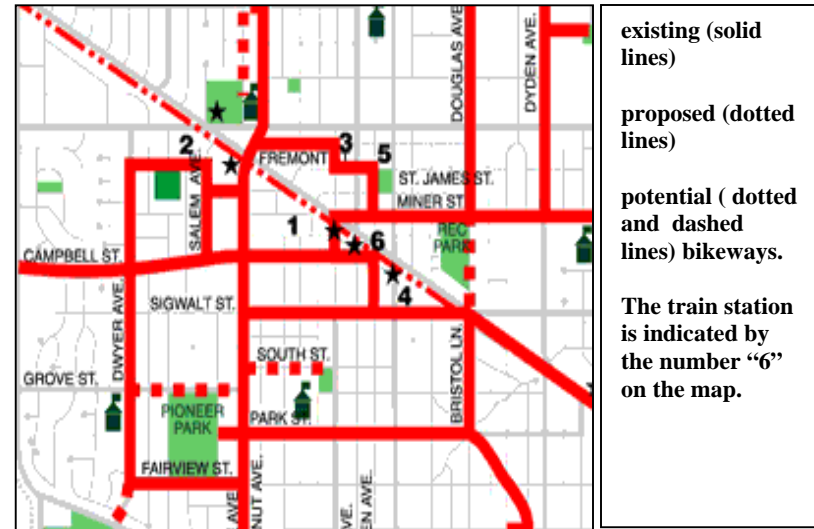 DOUGLAS AVE.
DYDEN AVE.
2
3
5
FREMONT
ST. JAMES ST.
MINER ST.
SALEM AVE.
1
6
REC
PARK
CAMPBELL ST.
4
SIGWALT ST.
DWYER AVE.
SOUTH ST.
BRISTOL LN.
GROVE ST.
PIONEER
PARK
PARK ST.
FAIRVIEW ST.
AVE
NUT AVE.
EN AVE.
existing (solid
lines)
proposed (dotted
lines)
potential ( dotted
and dashed
lines) bikeways.
The train station
is indicated by
the number “6”
on the map.